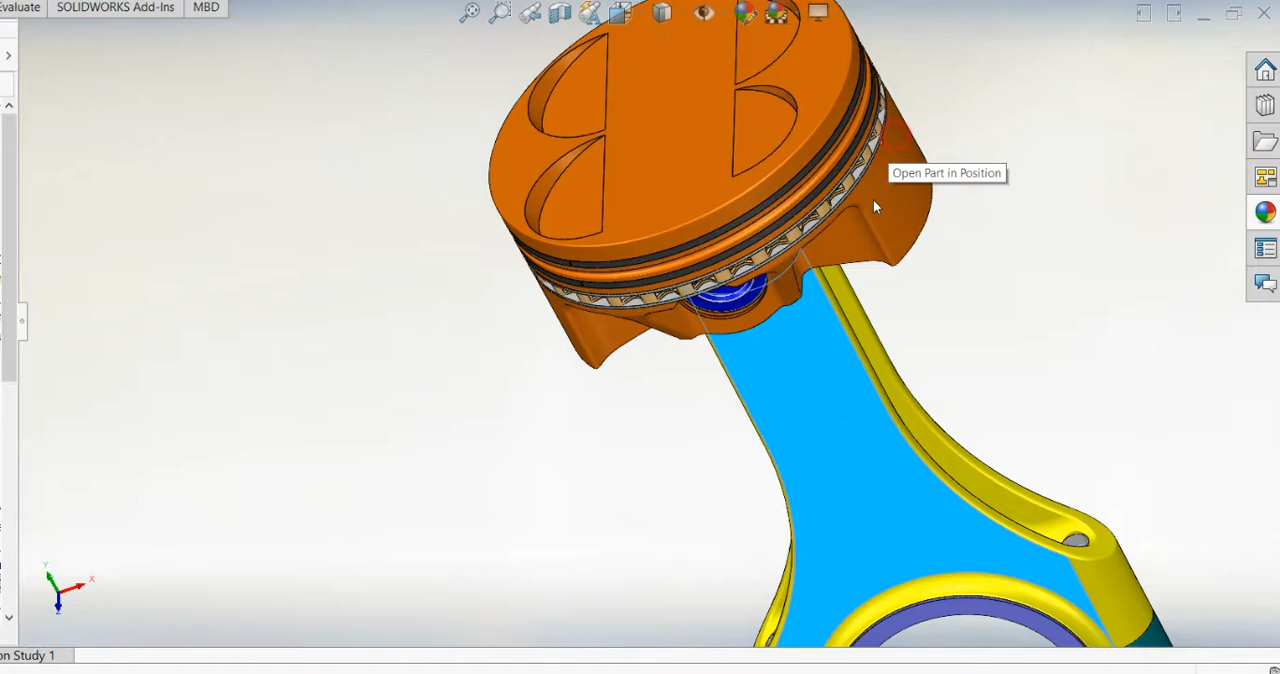 Evaluate SOLIDWORKS Add-Ins MBD
Open Part in Position
Y
X
Z
on Study 1